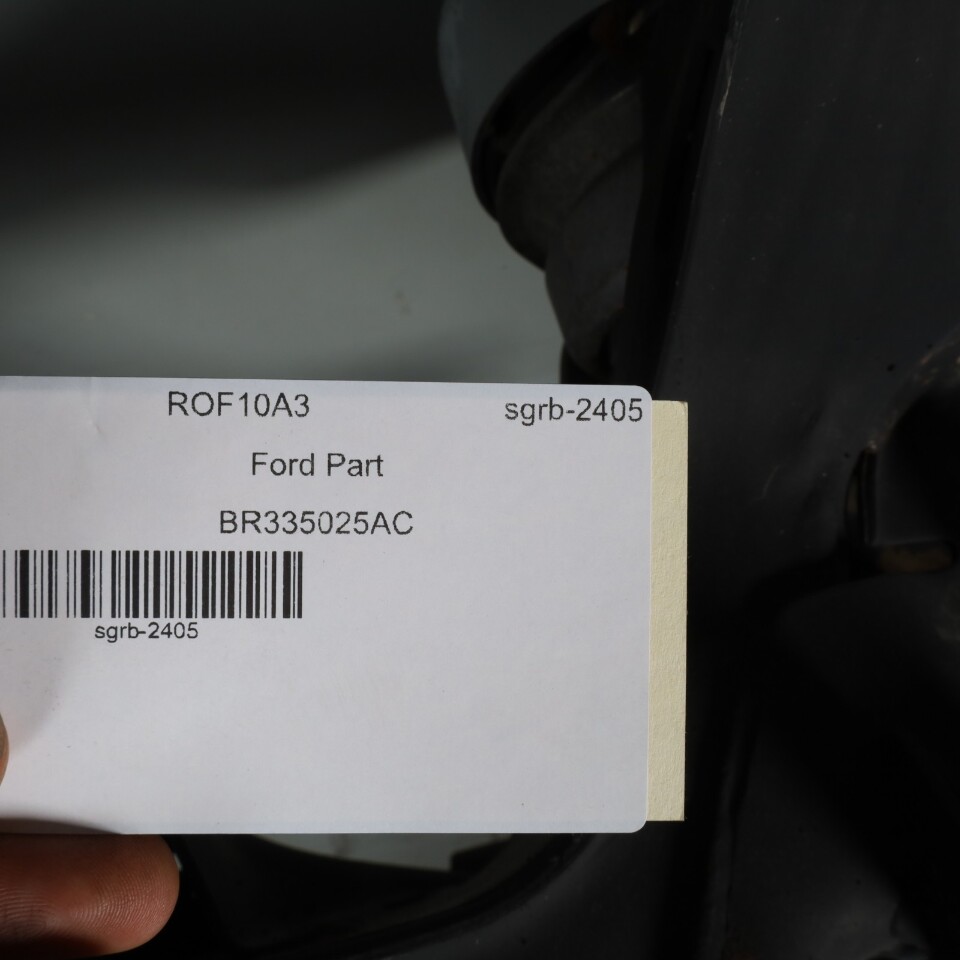 ROF10A3 sgrb-2405
Ford Part
BR335025AC
sgrb-2405